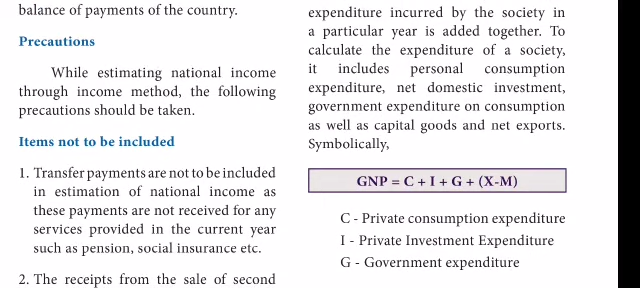 balance of payments of the country.
Precautions
While estimating national income
through income method, the following
precautions should be taken.
Items not to be included
1. Transfer payments are not to be included
in estimation of national income as
these payments are not received for any
services provided in the current year
such as pension, social insurance etc.
2. The receipts from the sale of second
expenditure incurred by the society in
a particular year is added together. To
calculate the expenditure of a society,
it includes personal consumption
expenditure, net domestic investment,
government expenditure on consumption
as well as capital goods and net exports.
Symbolically,
GNP = C + I + G + (X-M)
C - Private consumption expenditure
I - Private Investment Expenditure
G - Government expenditure